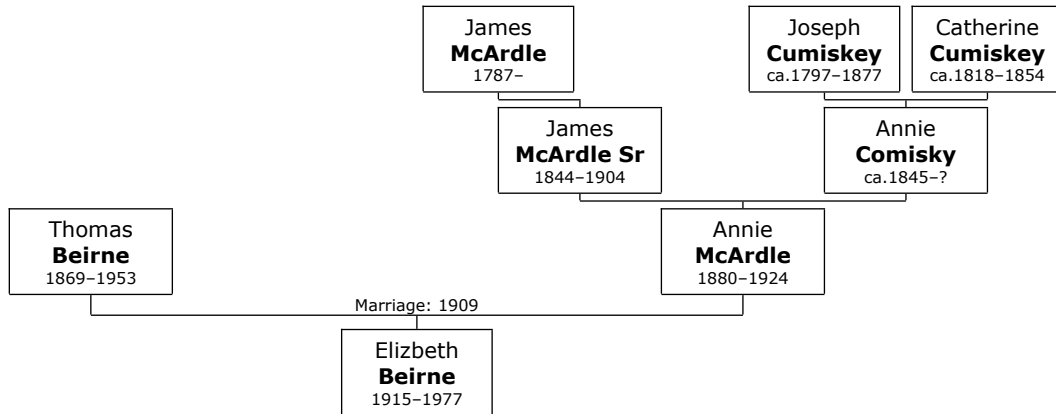 James
McArdle
1787–
Joseph
Cumiskey
ca.1797–1877
Catherine
Cumiskey
ca.1818–1854
James
McArdle Sr
1844–1904
Annie
Comisky
ca.1845–?
Thomas
Beirne
1869–1953
Annie
McArdle
1880–1924
Marriage: 1909
Elizbeth
Beirne
1915–1977